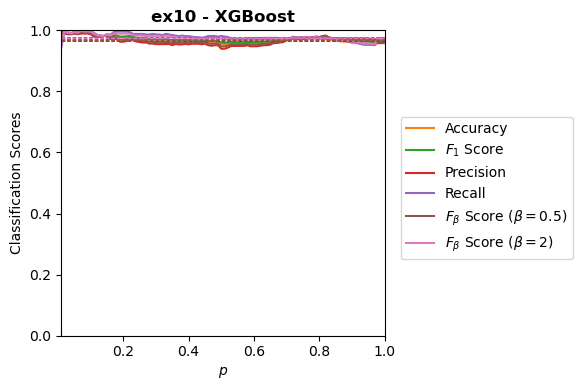 ex10 - XGBoost
Classification Scores
1.0
0.8
0.6
0.4
0.2
0.0
0.2 0.4 0.6 0.8 1.0
p
Accuracy
F₁ Score
Precision
Recall
Fᵦ Score (β = 0.5)
Fᵦ Score (β = 2)